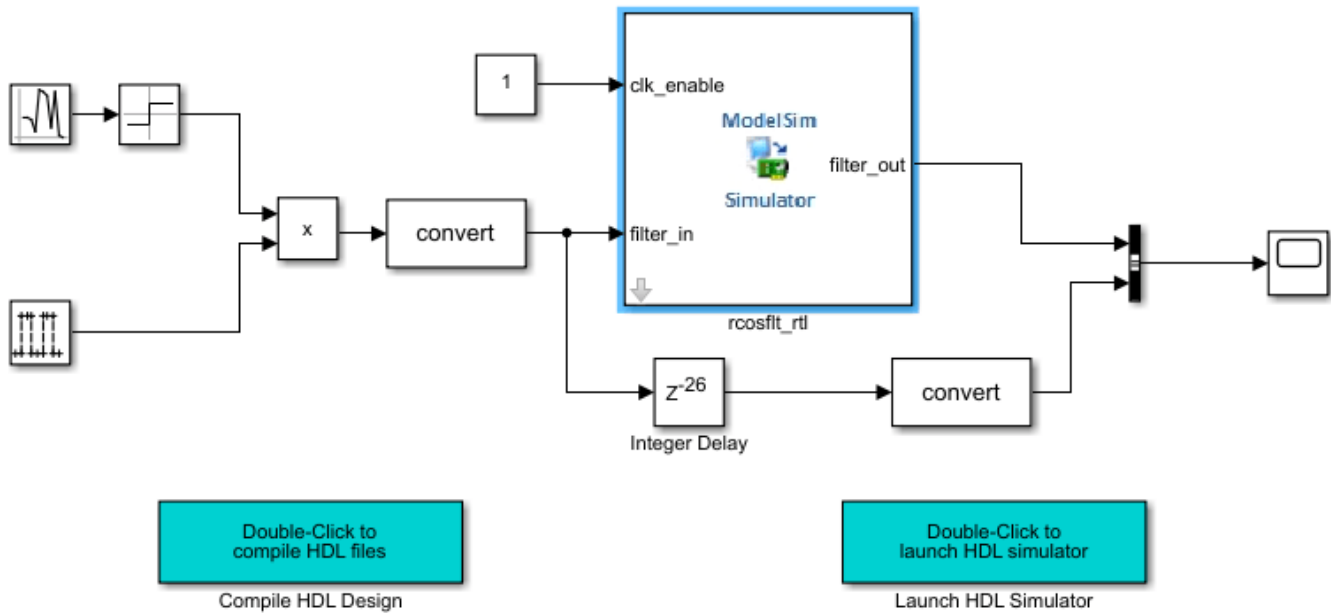 1
clk_enable
ModelSim
Simulator
filter_out
x
convert
filter_in
rcosflt_rtl
Z-26
Integer Delay
convert
Double-Click to
compile HDL files
Compile HDL Design
Double-Click to
launch HDL simulator
Launch HDL Simulator